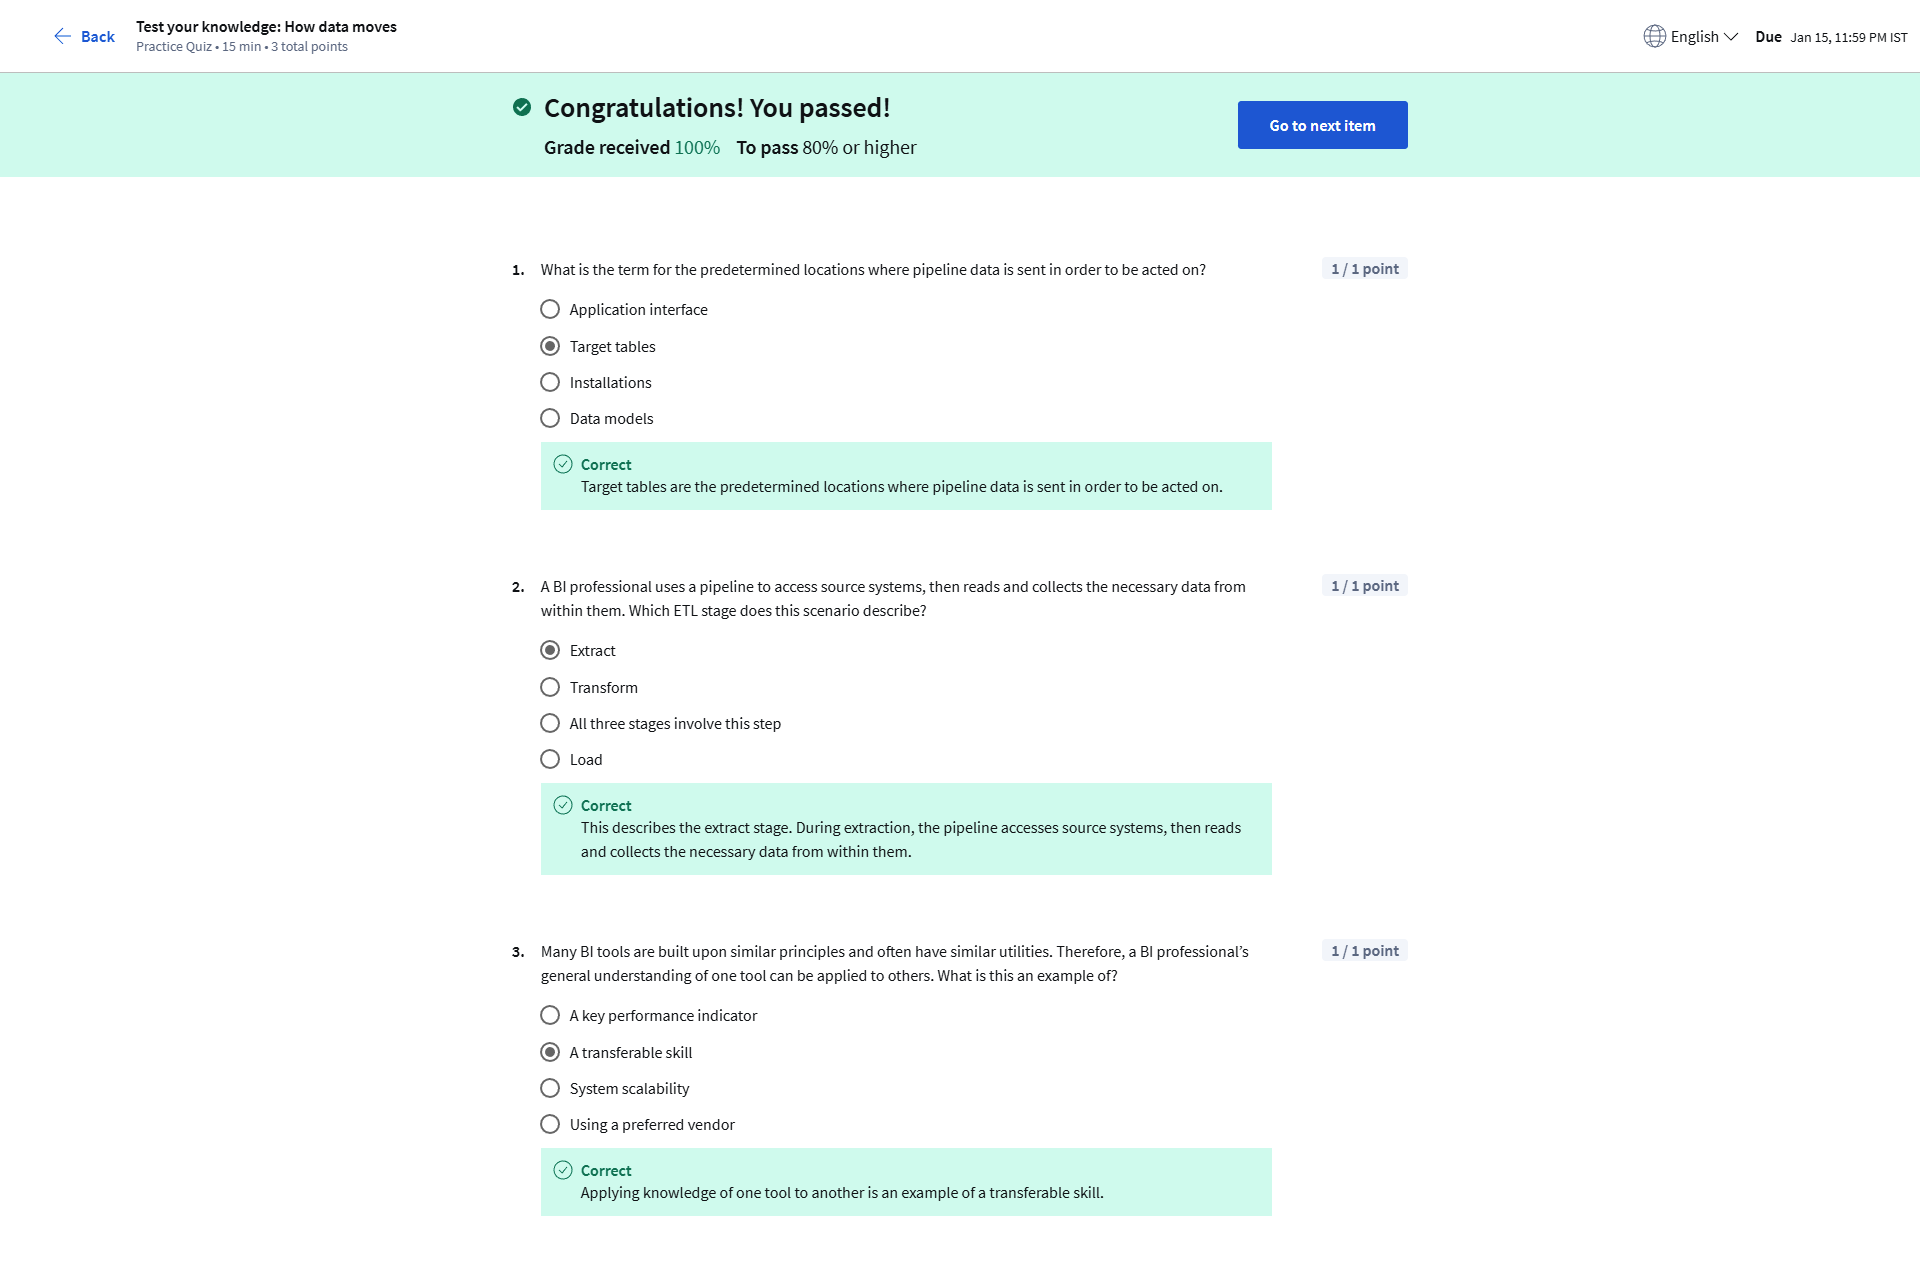 Back
Test your knowledge: How data moves
Practice Quiz • 15 min • 3 total points
English
Due Jan 15, 11:59 PM IST
Congratulations! You passed!
Grade received 100% To pass 80% or higher
Go to next item
1. What is the term for the predetermined locations where pipeline data is sent in order to be acted on?
1 / 1 point
Application interface
Target tables
Installations
Data models
Correct
Target tables are the predetermined locations where pipeline data is sent in order to be acted on.
2. A BI professional uses a pipeline to access source systems, then reads and collects the necessary data from
within them. Which ETL stage does this scenario describe?
1 / 1 point
Extract
Transform
All three stages involve this step
Load
Correct
This describes the extract stage. During extraction, the pipeline accesses source systems, then reads
and collects the necessary data from within them.
3. Many BI tools are built upon similar principles and often have similar utilities. Therefore, a BI professional’s
general understanding of one tool can be applied to others. What is this an example of?
1 / 1 point
A key performance indicator
A transferable skill
System scalability
Using a preferred vendor
Correct
Applying knowledge of one tool to another is an example of a transferable skill.